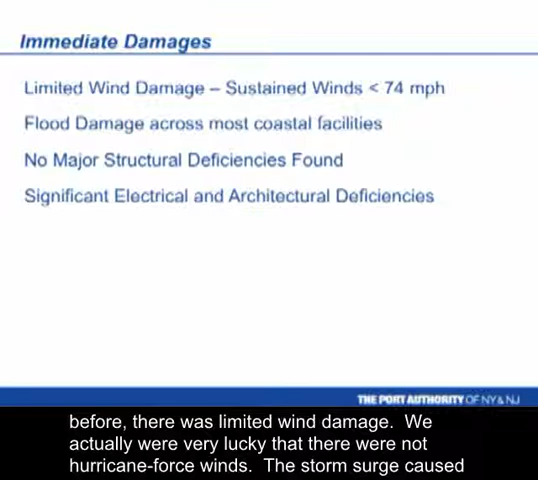 Immediate Damages
Limited Wind Damage – Sustained Winds < 74 mph
Flood Damage across most coastal facilities
No Major Structural Deficiencies Found
Significant Electrical and Architectural Deficiencies
THE PORT AUTHORITY OF NY & NJ
before, there was limited wind damage.  We
actually were very lucky that there were not
hurricane-force winds.  The storm surge caused